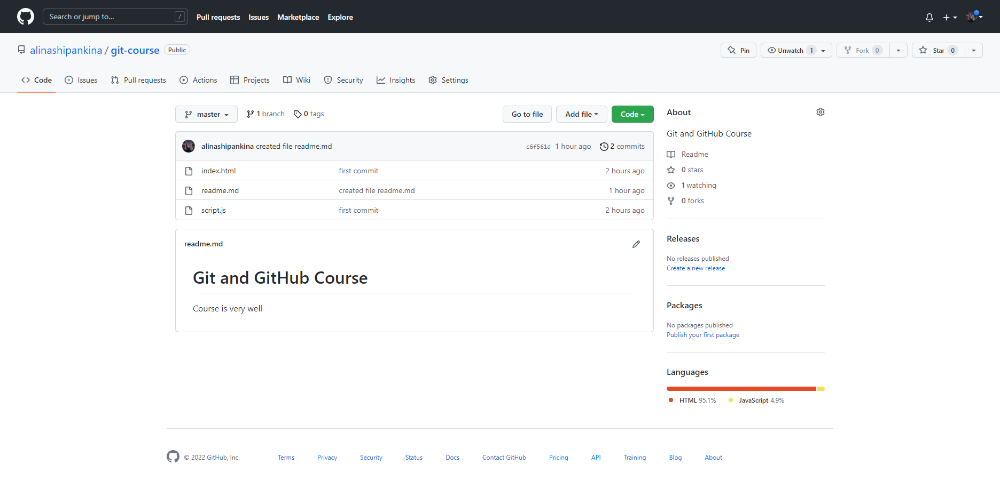 Search or jump to... /
Pull requests Issues Marketplace Explore
alinashipankina / git-course Public
Pin Unwatch 1 Fork 0 Star 0
Code Issues Pull requests Actions Projects Wiki Security Insights Settings
master 1 branch 0 tags Go to file Add file Code
alinashipankina created file readme.md c6f561d 1 hour ago 2 commits
index.html first commit 2 hours ago
readme.md created file readme.md 1 hour ago
script.js first commit 2 hours ago
readme.md
Git and GitHub Course
Course is very well
About
Git and GitHub Course
Readme
0 stars
1 watching
0 forks
Releases
No releases published
Create a new release
Packages
No packages published
Publish your first package
Languages
HTML 95.1% JavaScript 4.9%
© 2022 GitHub, Inc. Terms Privacy Security Status Docs Contact GitHub Pricing API Training Blog About